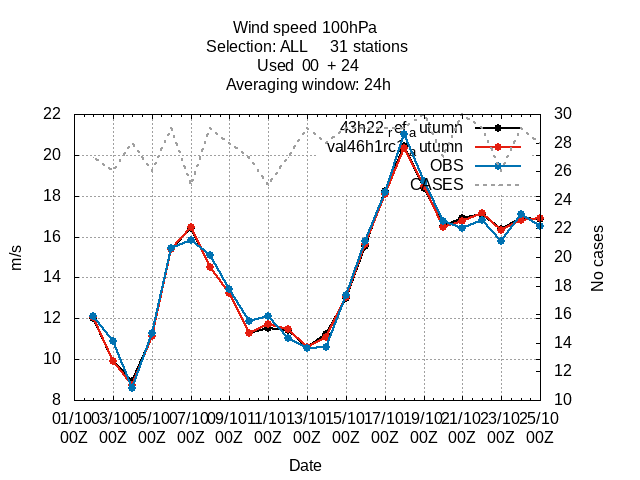 Wind speed 100hPa
Selection: ALL 31 stations
Used 00 + 24
Averaging window: 24h
22
20
18
16
14
12
10
8
30
28
26
24
22
20
18
16
14
12
10
m/s
No cases
43h22_ref_autumn
OBS
CASES
01/10 03/10 05/10 07/10 09/10 11/10 13/10 15/10 17/10 19/10 21/10 23/10 25/10
00Z 00Z 00Z 00Z 00Z 00Z 00Z 00Z 00Z 00Z 00Z 00Z 00Z
Date